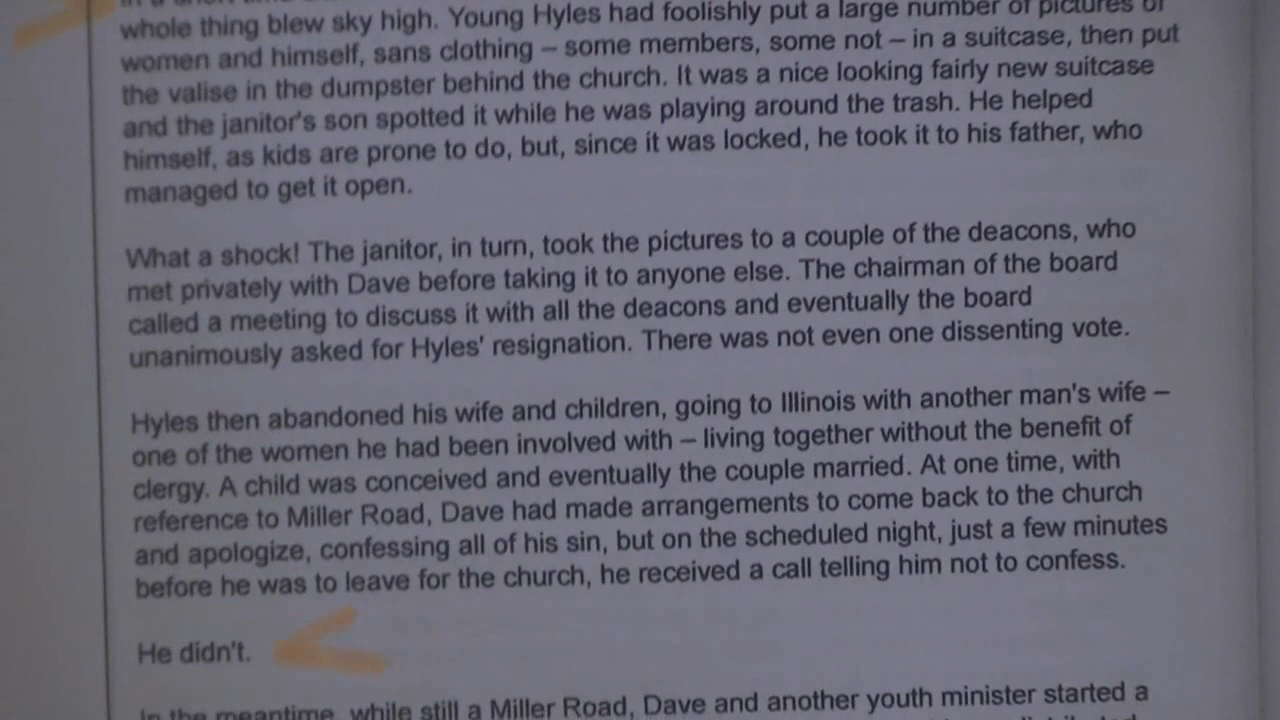 whole thing blew sky high. Young Hyles had foolishly put a large number of pictures of
women and himself, sans clothing – some members, some not – in a suitcase, then put
the valise in the dumpster behind the church. It was a nice looking fairly new suitcase
and the janitor's son spotted it while he was playing around the trash. He helped
himself, as kids are prone to do, but, since it was locked, he took it to his father, who
managed to get it open.
What a shock! The janitor, in turn, took the pictures to a couple of the deacons, who
met privately with Dave before taking it to anyone else. The chairman of the board
called a meeting to discuss it with all the deacons and eventually the board
unanimously asked for Hyles' resignation. There was not even one dissenting vote.
Hyles then abandoned his wife and children, going to Illinois with another man's wife –
one of the women he had been involved with – living together without the benefit of
clergy. A child was conceived and eventually the couple married. At one time, with
reference to Miller Road, Dave had made arrangements to come back to the church
and apologize, confessing all of his sin, but on the scheduled night, just a few minutes
before he was to leave for the church, he received a call telling him not to confess.
He didn't.
In the meantime, while still a Miller Road, Dave and another youth minister started a